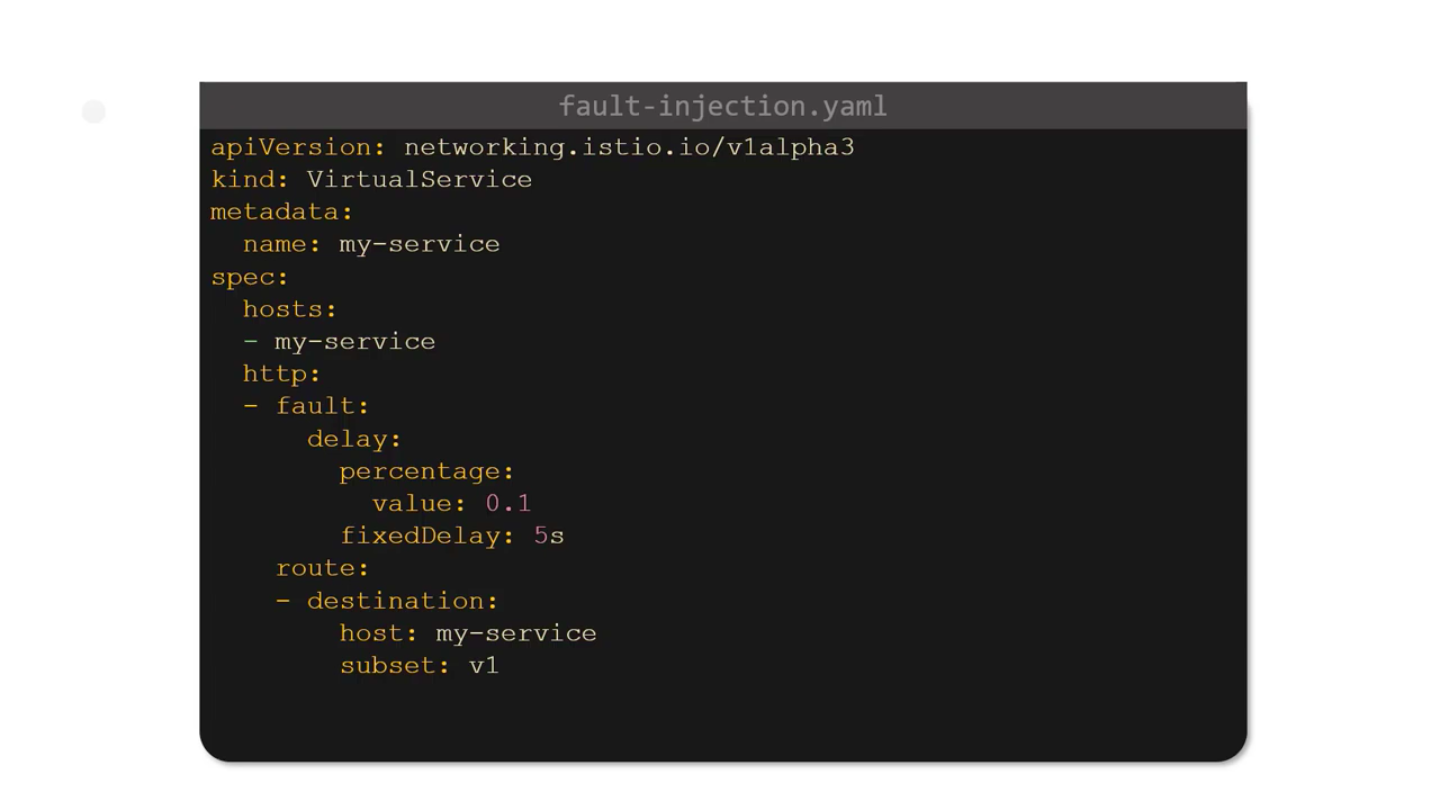 fault-injection.yaml
apiVersion: networking.istio.io/v1alpha3
kind: VirtualService
metadata:
  name: my-service
spec:
  hosts:
  - my-service
  http:
  - fault:
      delay:
        percentage:
          value: 0.1
        fixedDelay: 5s
    route:
    - destination:
        host: my-service
        subset: v1